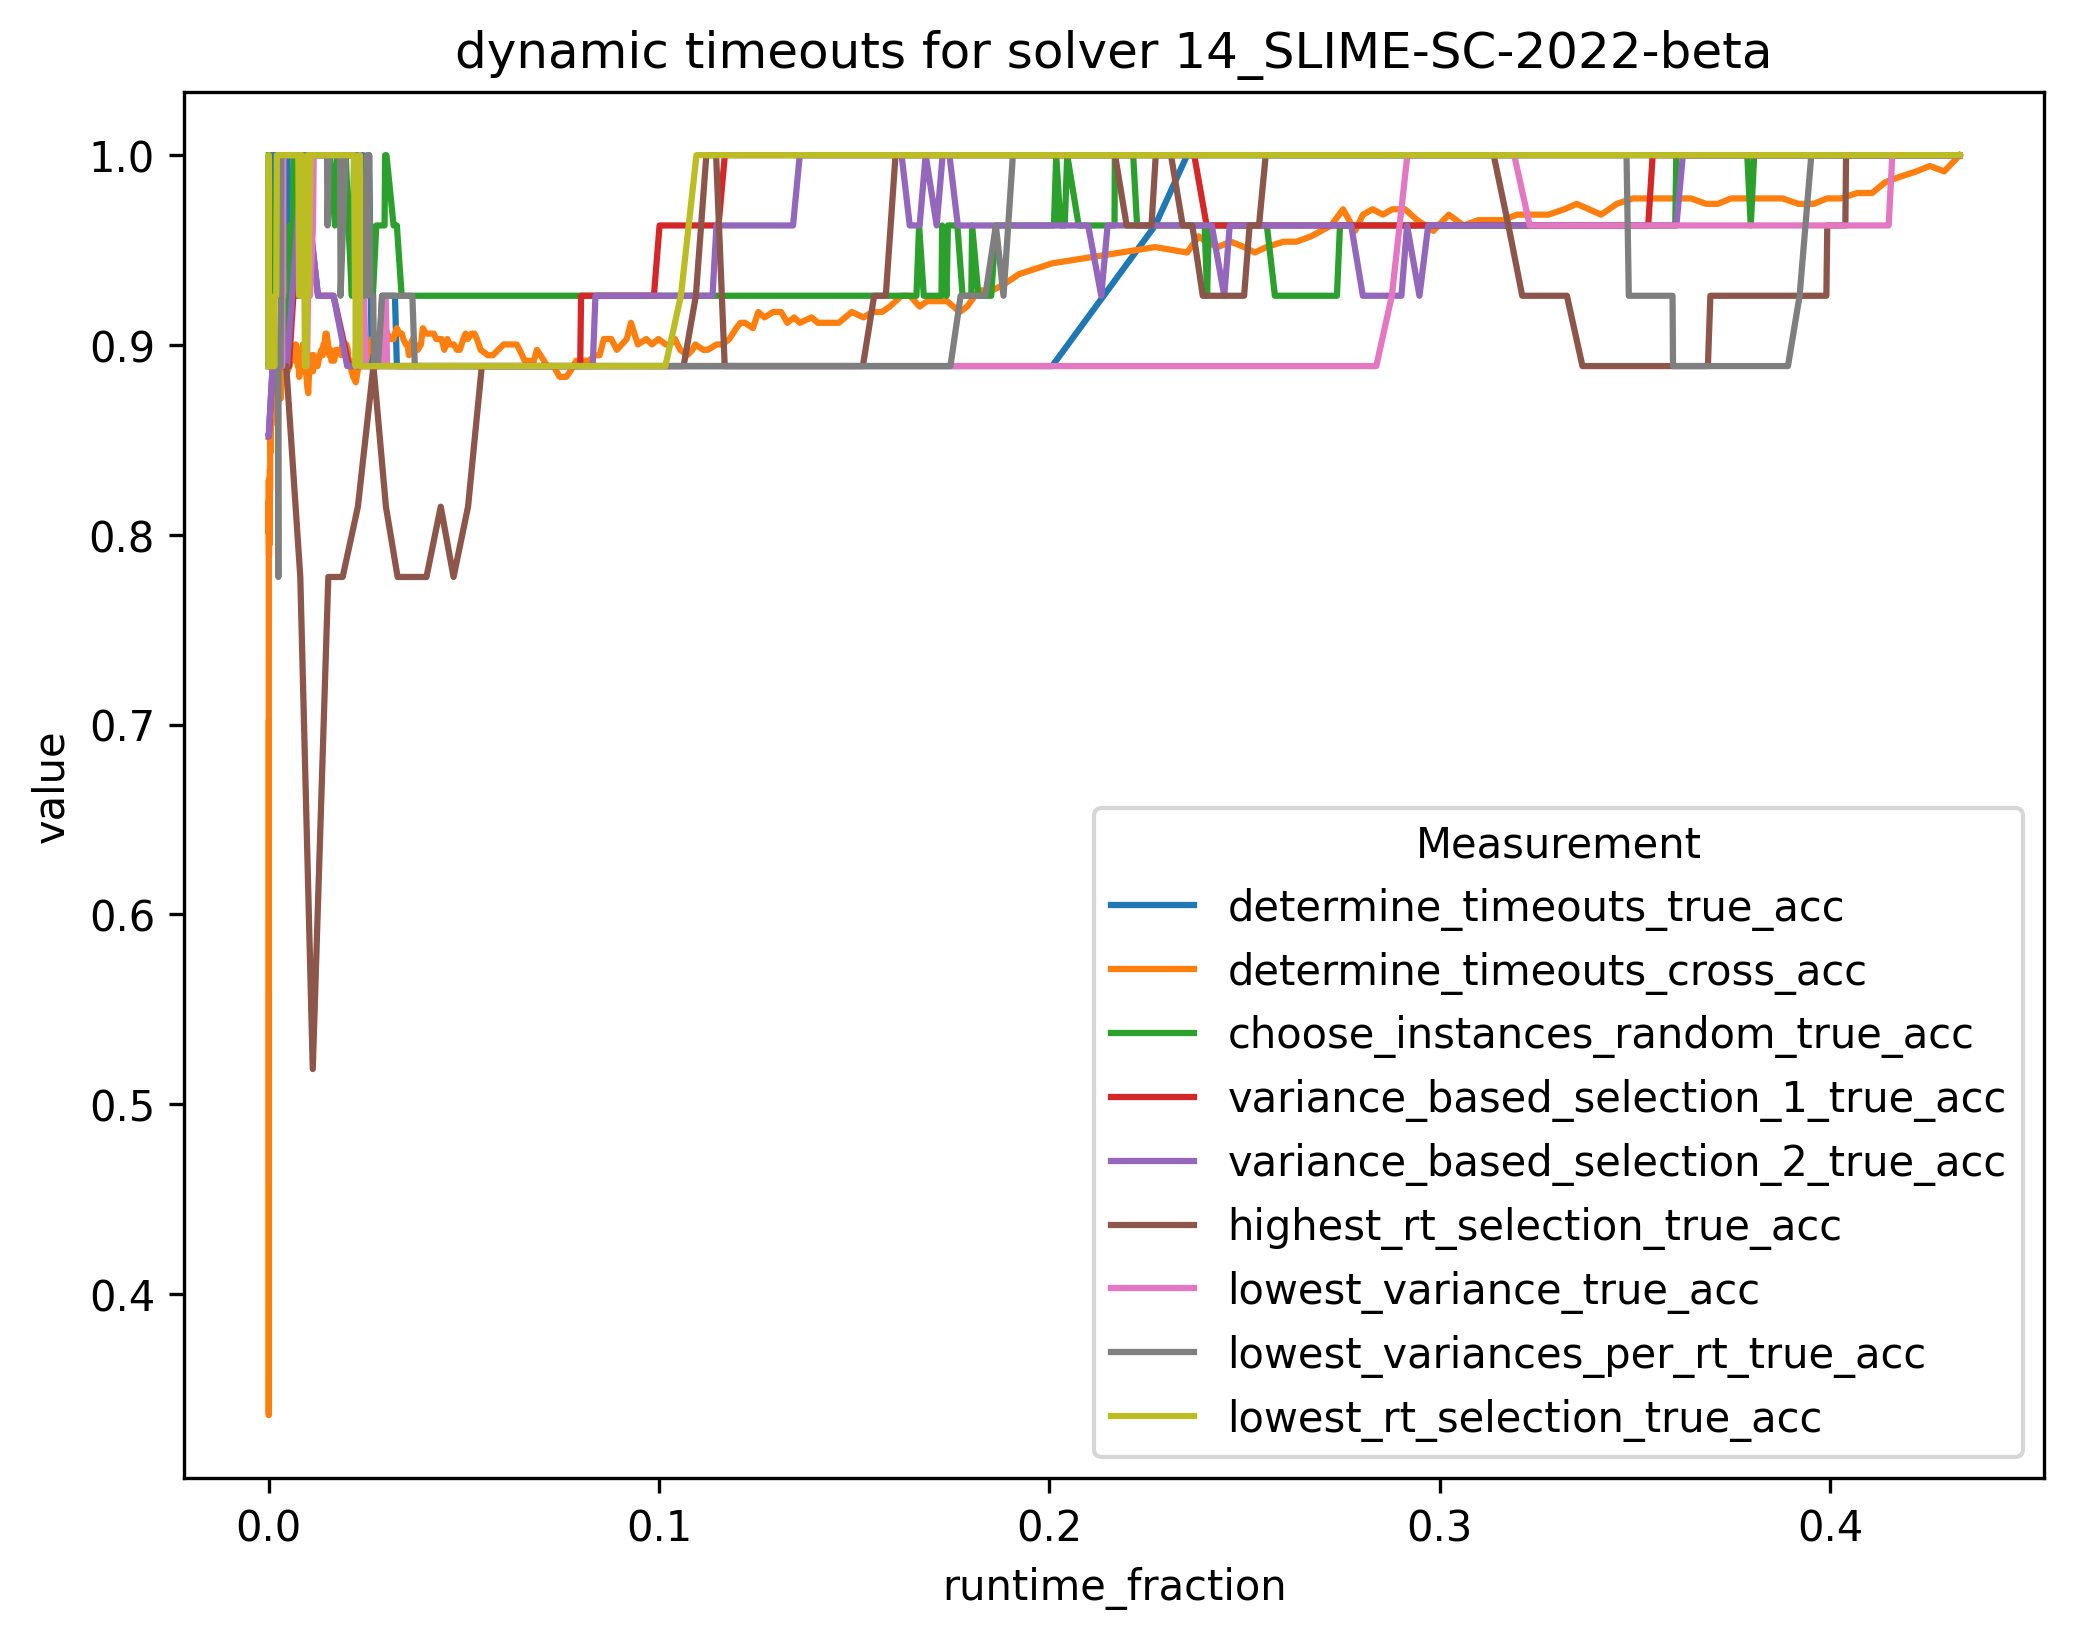 dynamic timeouts for solver 14_SLIME-SC-2022-beta
1.0
0.9
0.8
0.7
0.6
0.5
0.4
value
0.0
0.1
0.2
0.3
0.4
runtime_fraction
Measurement
determine_timeouts_true_acc
determine_timeouts_cross_acc
choose_instances_random_true_acc
variance_based_selection_1_true_acc
variance_based_selection_2_true_acc
highest_rt_selection_true_acc
lowest_variance_true_acc
lowest_variances_per_rt_true_acc
lowest_rt_selection_true_acc